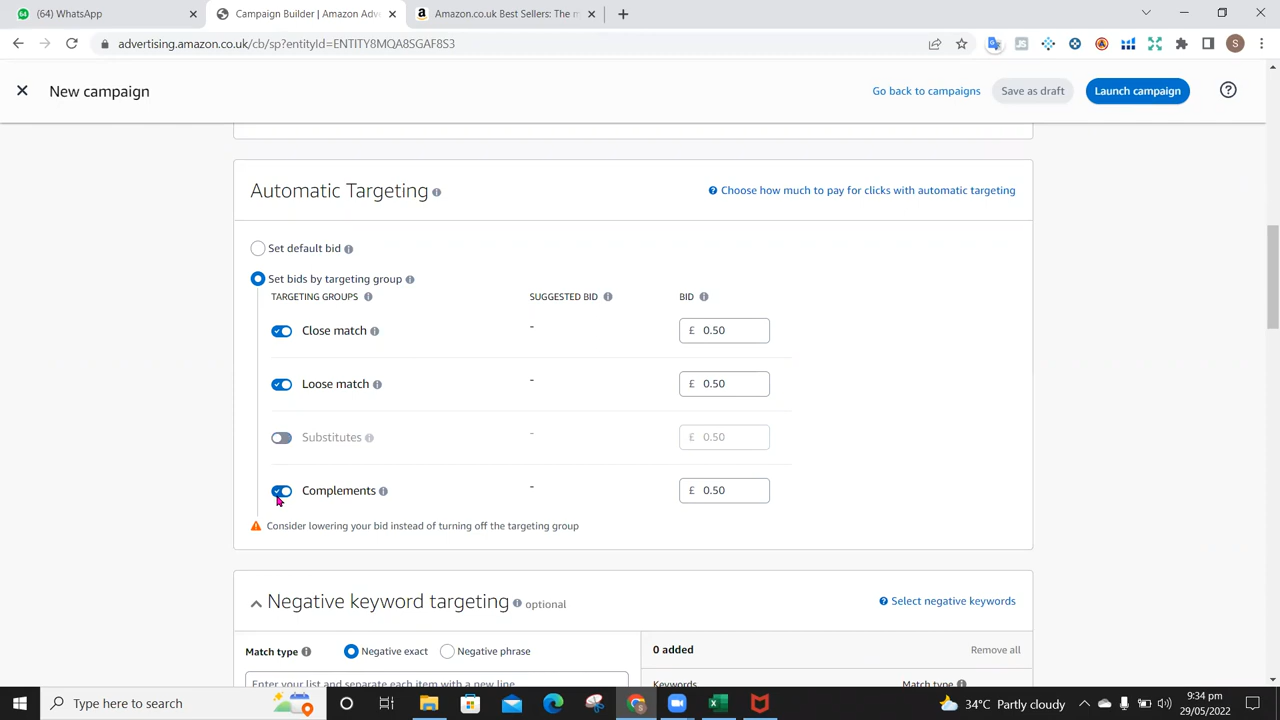 (64) WhatsApp
Campaign Builder | Amazon Adv
Amazon.co.uk Best Sellers: The m
advertising.amazon.co.uk/cb/sp?entityId=ENTITY8MQA8SGAF8S3
New campaign
Go back to campaigns
Save as draft
Launch campaign
Automatic Targeting
Choose how much to pay for clicks with automatic targeting
Set default bid
Set bids by targeting group
TARGETING GROUPS
SUGGESTED BID
BID
Close match
-
£ 0.50
Loose match
-
£ 0.50
Substitutes
-
£ 0.50
Complements
-
£ 0.50
Consider lowering your bid instead of turning off the targeting group
Negative keyword targeting
optional
Select negative keywords
Match type
Negative exact
Negative phrase
0 added
Remove all
Enter your list and separate each item with a new line
Keywords
Match type
Type here to search
34°C Partly cloudy
9:34 pm
29/05/2022